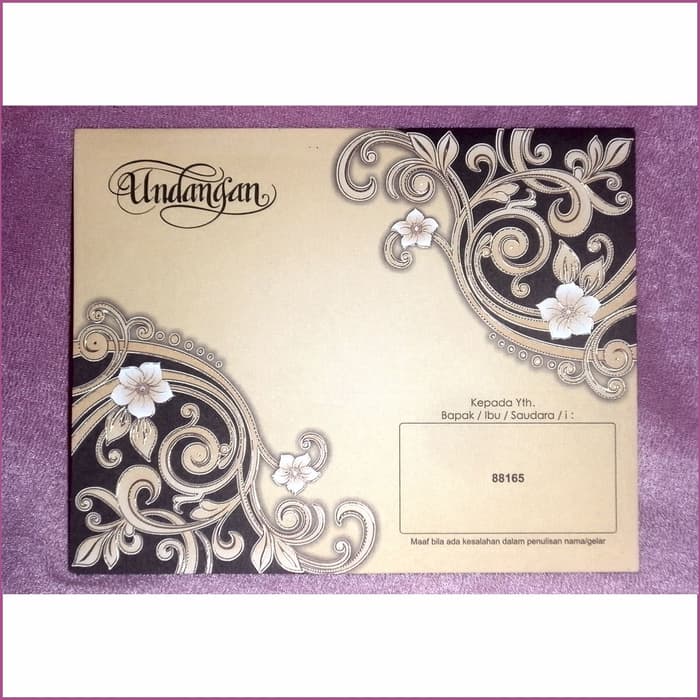 Undangan
Kepada Yth.
Bapak / Ibu / Saudara / i :
88165
Maaf bila ada kesalahan dalam penulisan nama/gelar